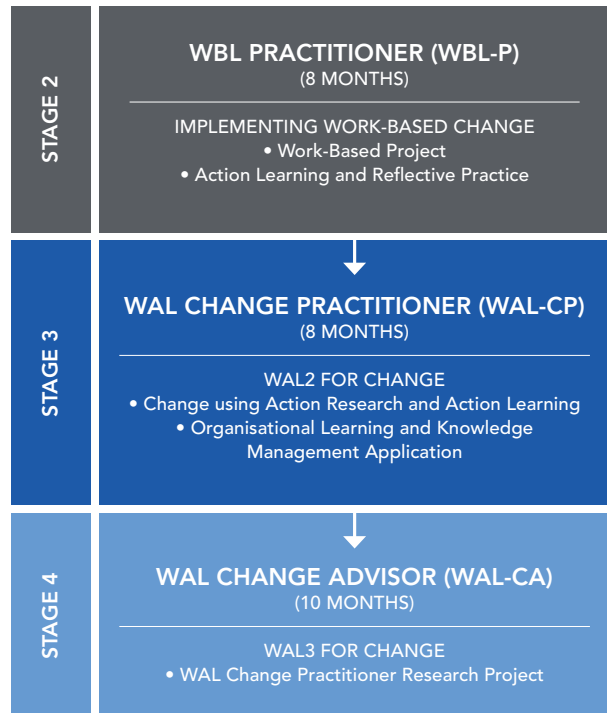 STAGE 2
WBL PRACTITIONER (WBL-P)
(8 MONTHS)
IMPLEMENTING WORK-BASED CHANGE
• Work-Based Project
• Action Learning and Reflective Practice
STAGE 3
WAL CHANGE PRACTITIONER (WAL-CP)
(8 MONTHS)
WAL2 FOR CHANGE
• Change using Action Research and Action Learning
• Organisational Learning and Knowledge
Management Application
STAGE 4
WAL CHANGE ADVISOR (WAL-CA)
(10 MONTHS)
WAL3 FOR CHANGE
• WAL Change Practitioner Research Project